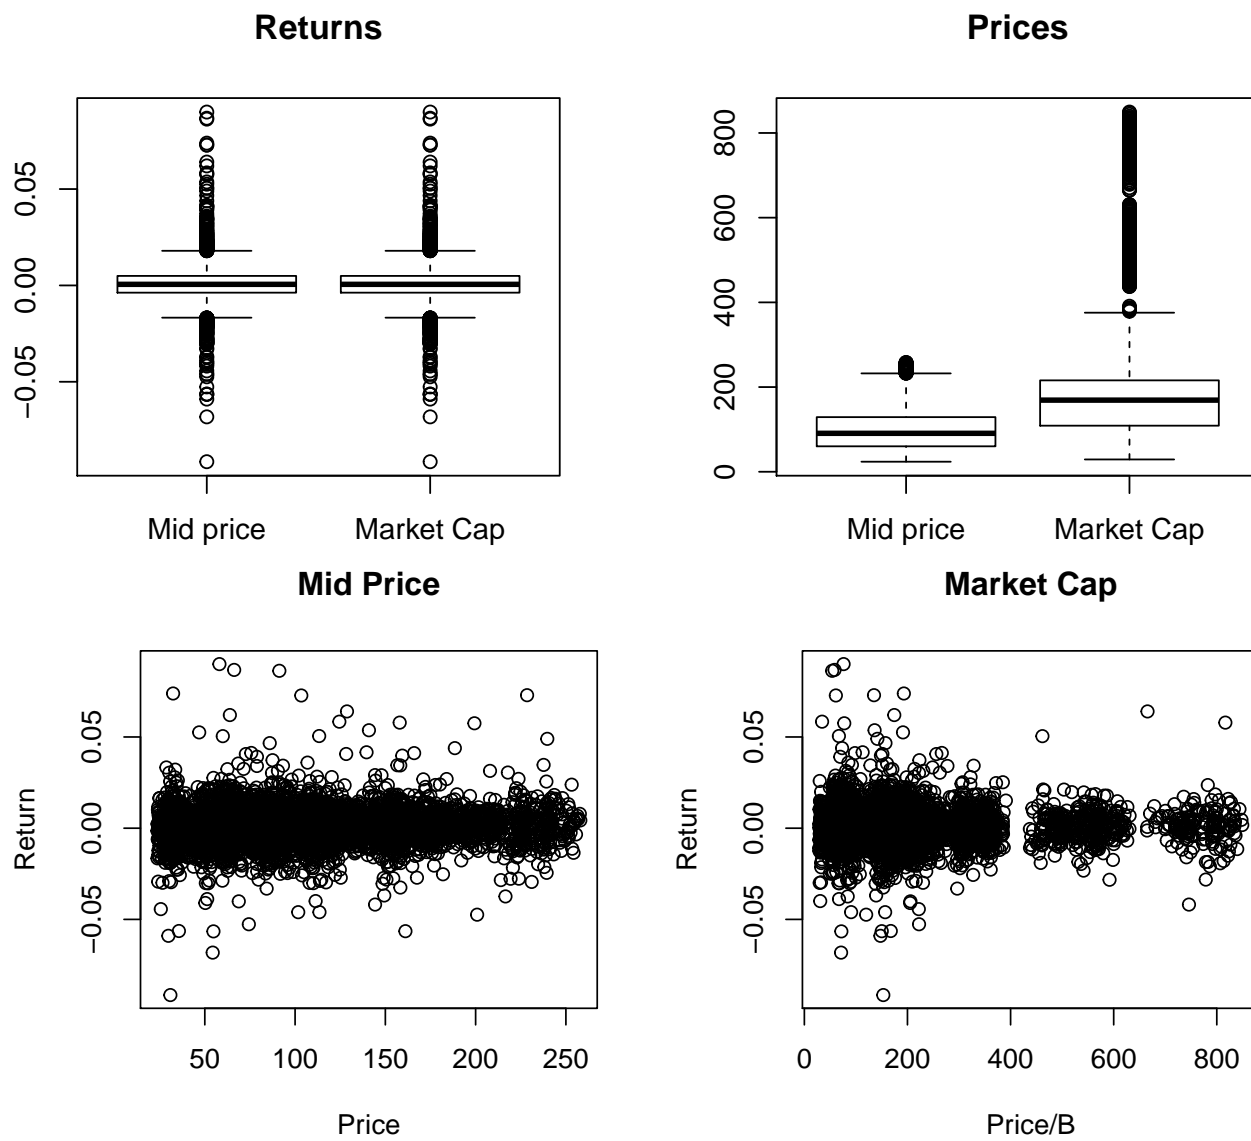 Returns
0.05
0.00
−0.05
Mid price Market Cap
Prices
800
600
400
200
0
Mid price Market Cap
Mid Price
Return
0.05
0.00
−0.05
50 100 150 200 250
Price
Market Cap
Return
0.05
0.00
−0.05
0 200 400 600 800
Price/B